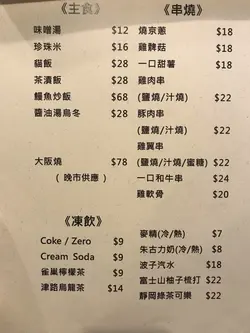 《主食》
味噌湯 $12
珍珠米 $16
貓飯 $28
茶漬飯 $28
鰻魚炒飯 $68
醬油湯烏冬 $28
大阪燒 $78
（晚市供應）
《串燒》
燒京蔥 $18
雞髀菇 $18
一口甜薯 $18
雞肉串
(鹽燒/汁燒) $22
豚肉串
(鹽燒/汁燒) $22
雞翼串
(鹽燒/汁燒/蜜糖) $22
一口和牛串 $24
雞軟骨 $20
《凍飲》
Coke / Zero $9
Cream Soda $9
雀巢檸檬茶 $9
津路烏龍茶 $14
麥精(冷/熱) $7
朱古力奶(冷/熱) $8
波子汽水 $18
富士山柚子梳打 $22
靜岡綠茶可樂 $22